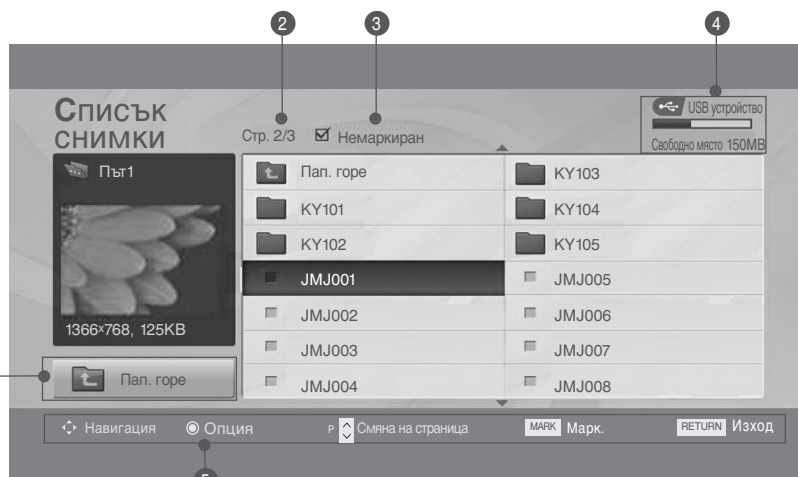 2 3 4
Списък
снимки
Стр. 2/3 Немаркиран
USB устройство
Свободно място 150MB
Път1
1366x768, 125KB
Пап. горе
Пап. горе
KY101
KY102
JMJ001
JMJ002
JMJ003
JMJ004
KY103
KY104
KY105
JMJ005
JMJ006
JMJ007
JMJ008
Навигация Опция P Смяна на страница MARK Марк. RETURN Изход
5